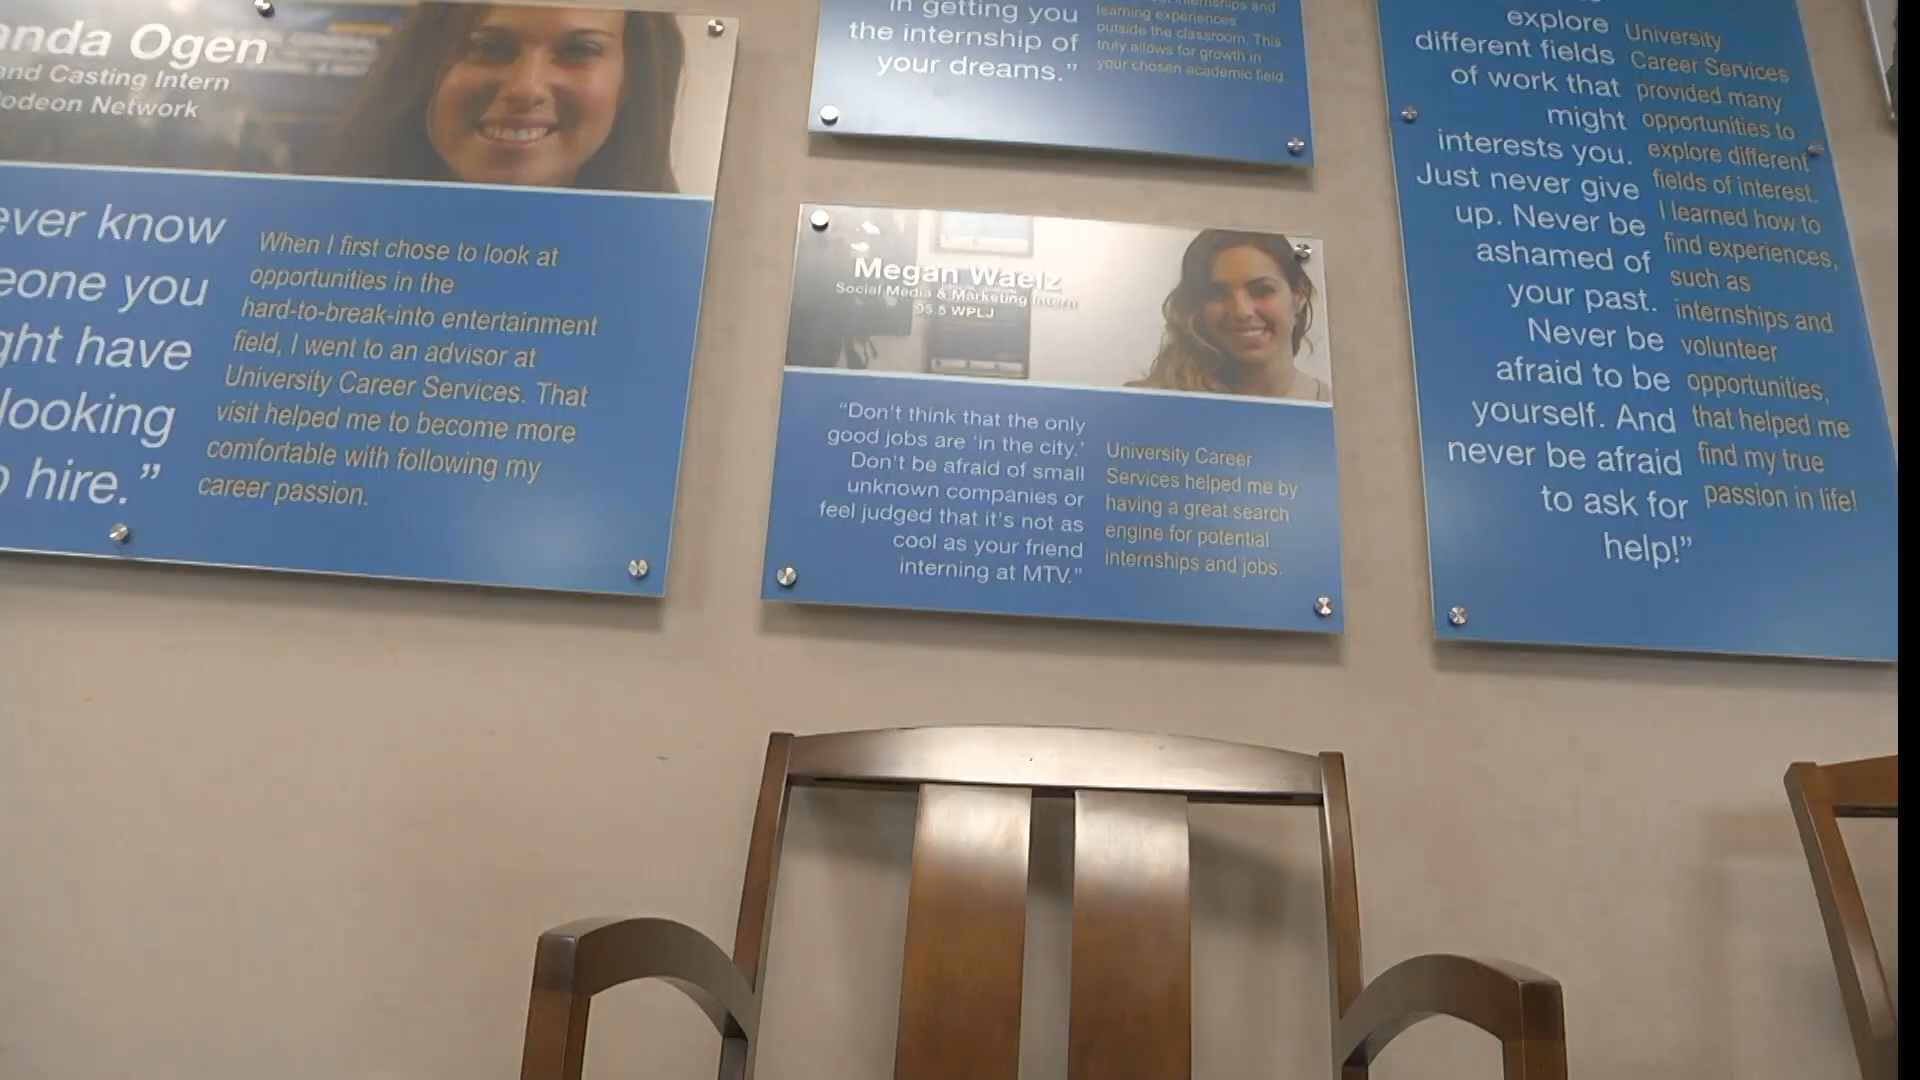 Ogen
and Casting Intern
Network
ever know
you
have
looking
hire.”
When I first chose to look at
opportunities in the
hard-to-break-into entertainment
field, I went to an advisor at
University Career Services. That
visit helped me to become more
comfortable with following my
career passion.
in getting you
the internship of
your dreams.”
internships and
learning experiences
outside the classroom. This
truly allows for growth in
your chosen academic field
Megan Waelz
Social Media & Marketing Intern
95.5 WPLJ
“Don't think that the only
good jobs are 'in the city.'
Don't be afraid of small
unknown companies or
feel judged that it's not as
cool as your friend
interning at MTV.”
University Career
Services helped me by
having a great search
engine for potential
internships and jobs.
explore
different fields
of work that
might
interests you.
Just never give
up. Never be
ashamed of
your past.
Never be
afraid to be
yourself. And
never be afraid
to ask for
help!”
University
Career Services
provided many
opportunities to
explore different
fields of interest.
I learned how to
find experiences,
such as
internships and
volunteer
opportunities,
that helped me
find my true
passion in life!